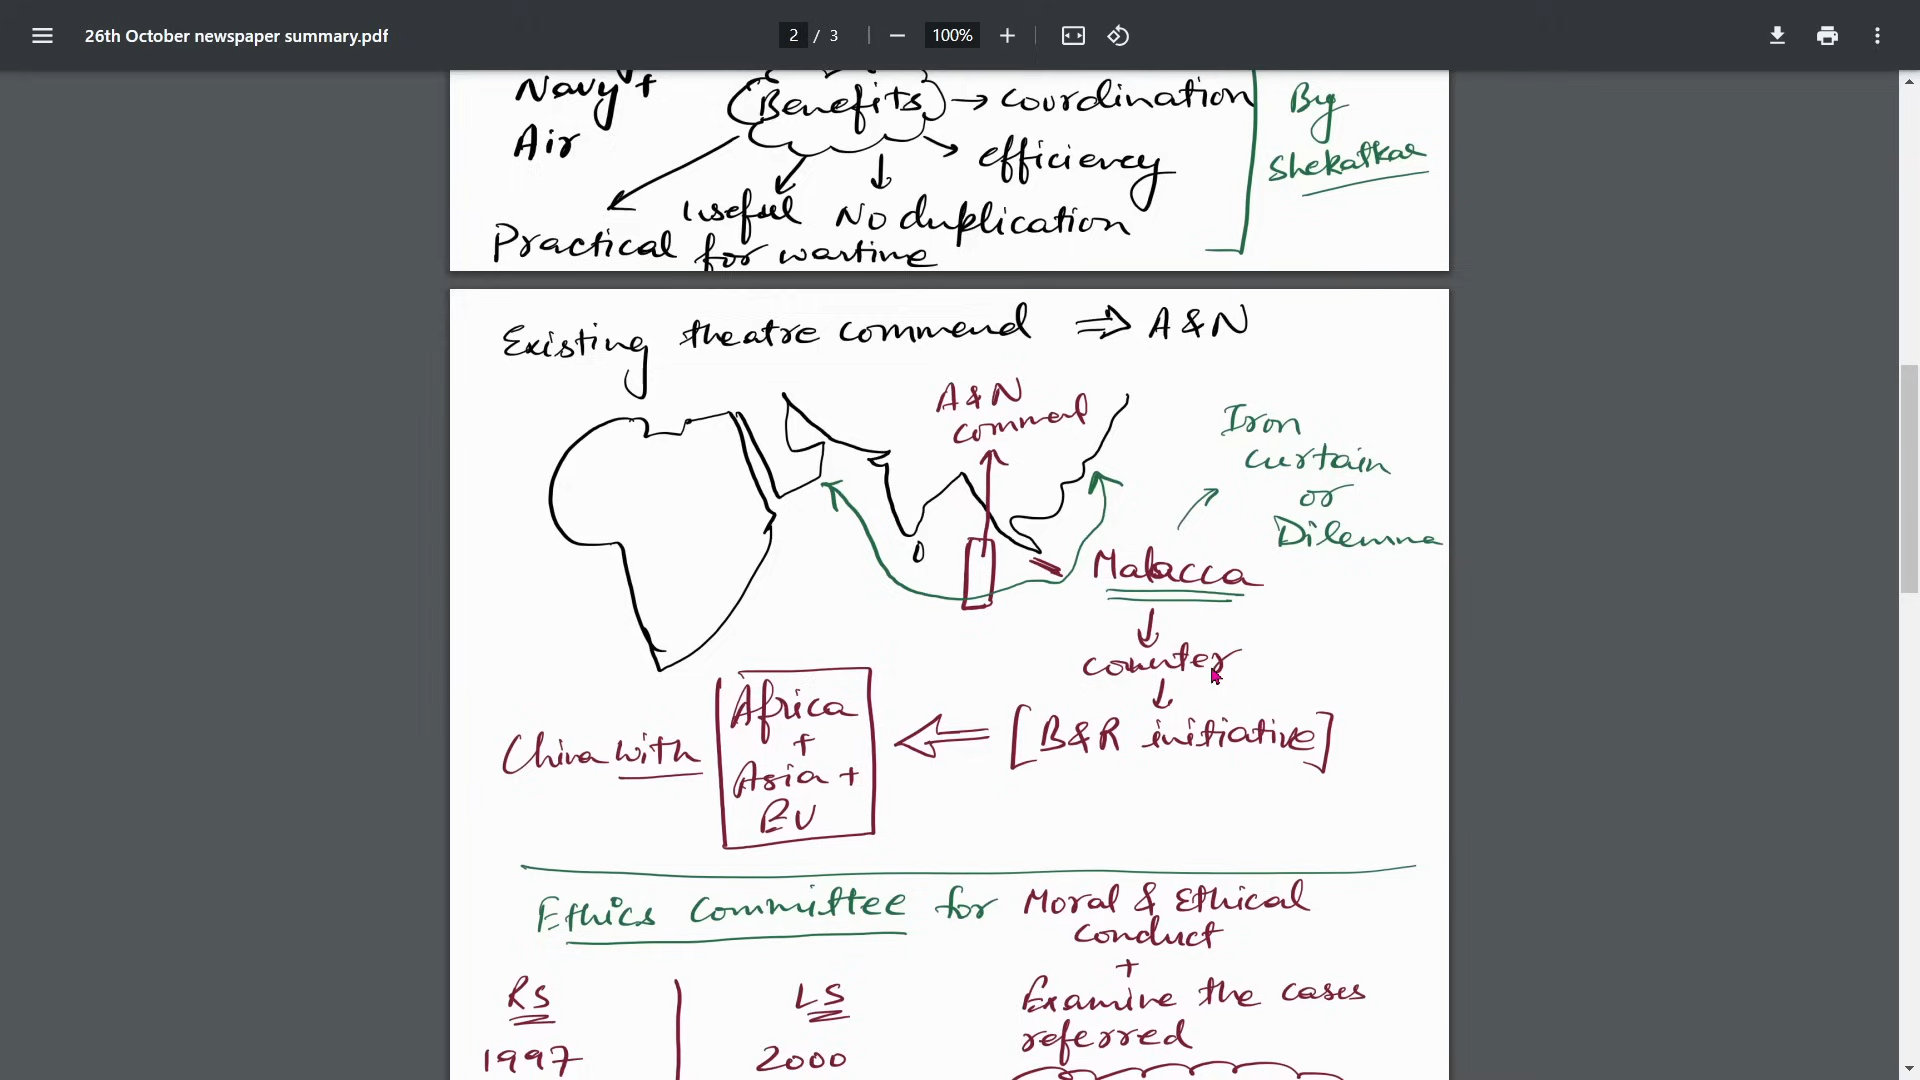 26th October newspaper summary.pdf
2 / 3
100%
Navy +
Air
Benefits → coordination
efficiency
No duplication
Useful for wartime
Practical
By
Shekatkar
Existing theatre command ⇒ A & N
A & N
command
Iron
curtain
or
Dilemma
Malacca
↓
counter
↓
[B&R initiative]
China with
Africa
+
Asia +
EU
Ethics Committee for Moral & Ethical
Conduct
+
Examine the cases
referred
RS
1997
LS
2000